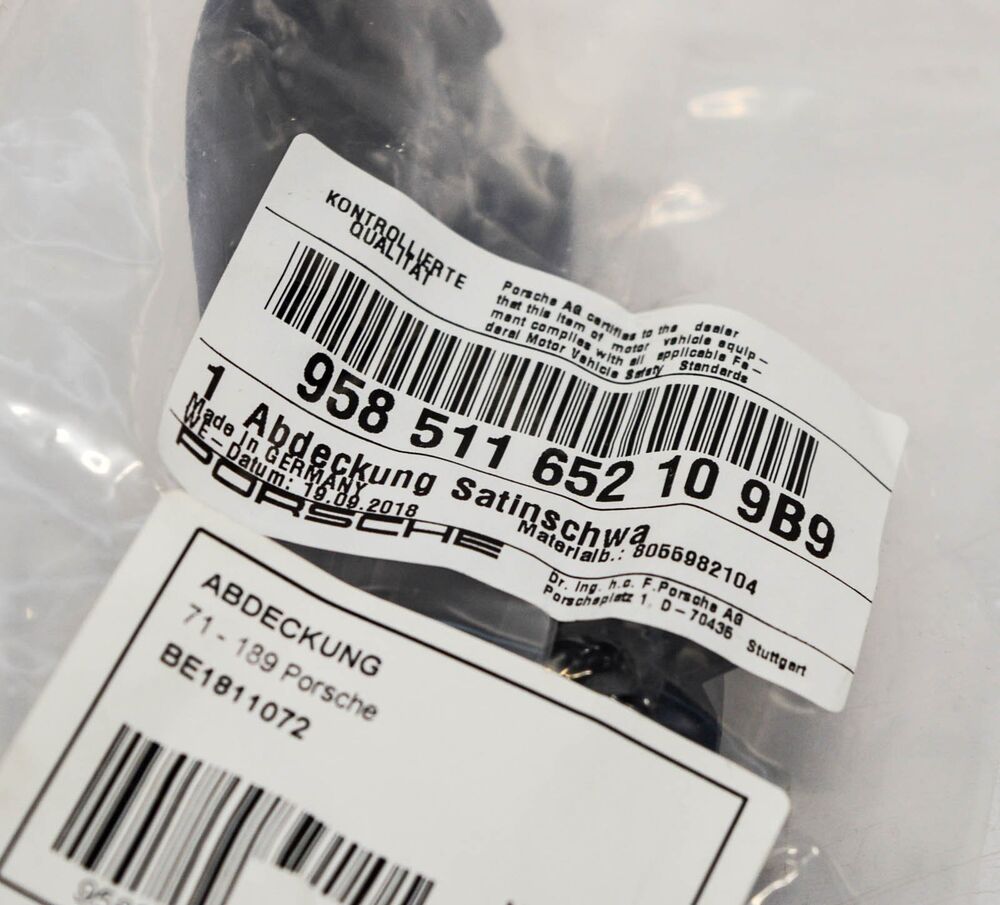 KONTROLLIERTE
QUALITÄT
Porsche AG certifies to the dealer
that this item of motor vehicle equip-
ment complies with all applicable Fe-
deral Motor Vehicle Safety Standards
958 511 652 10 9B9
1 Abdeckung Satinschwa
Made in GERMANY
WE-Datum: 19.09.2018
Materialb.: 8055982104
PORSCHE
Dr. Ing. h.c. F.Porsche AG
Porscheplatz 1, D-70435 Stuttgart
ABDECKUNG
71-189 Porsche
BE1811072